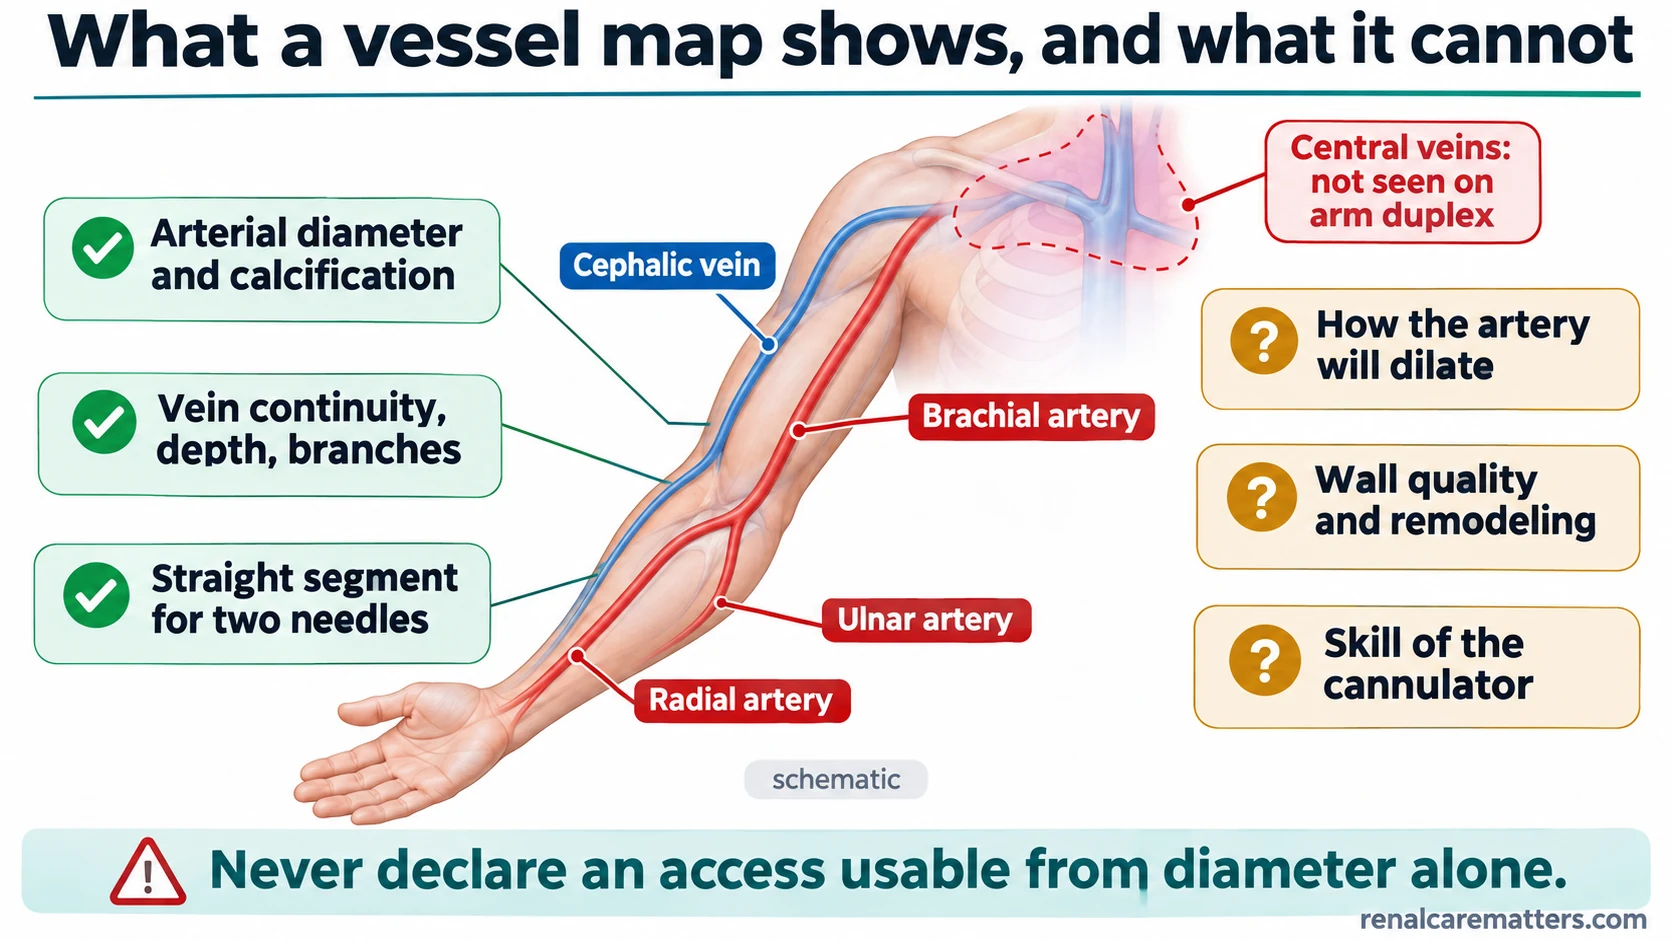 What a vessel map shows, and what it cannot
Arterial diameter
and calcification
Vein continuity,
depth, branches
Straight segment
for two needles
Cephalic vein
Brachial artery
Ulnar artery
Radial artery
schematic
Central veins:
not seen on
arm duplex
? How the artery
will dilate
? Wall quality
and remodeling
? Skill of the
cannulator
! Never declare an access usable from diameter alone.
renalcarematters.com